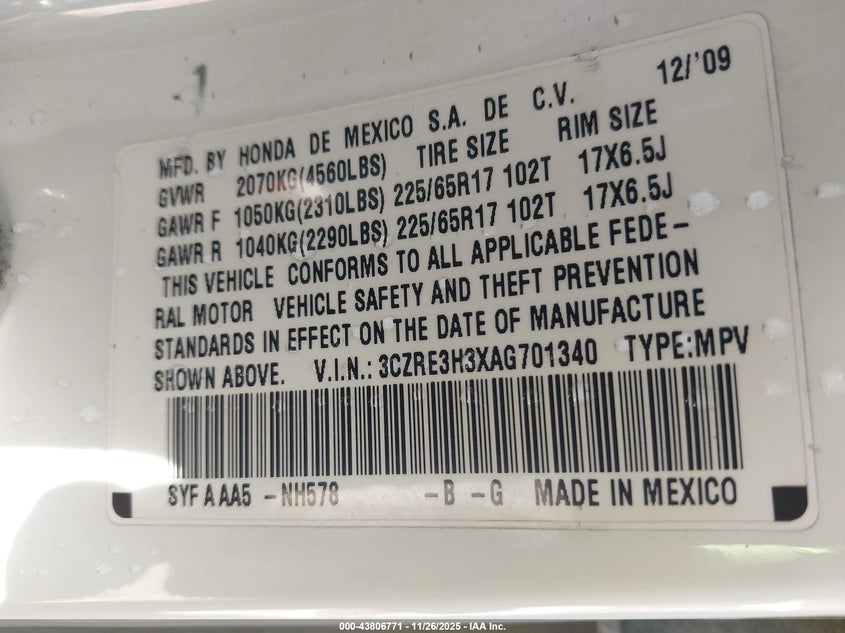 12/'09
MFD. BY HONDA DE MEXICO S.A. DE C.V.
GVWR 2070KG(4560LBS) TIRE SIZE RIM SIZE
GAWR F 1050KG(2310LBS) 225/65R17 102T 17X6.5J
GAWR R 1040KG(2290LBS) 225/65R17 102T 17X6.5J
THIS VEHICLE CONFORMS TO ALL APPLICABLE FEDE-
RAL MOTOR VEHICLE SAFETY AND THEFT PREVENTION
STANDARDS IN EFFECT ON THE DATE OF MANUFACTURE
SHOWN ABOVE. V.I.N.: 3CZRE3H3XAG701340 TYPE:MPV
SYF A AA5 -NH578 -B -G MADE IN MEXICO
000-43806771 - 11/26/2025 - IAA Inc.